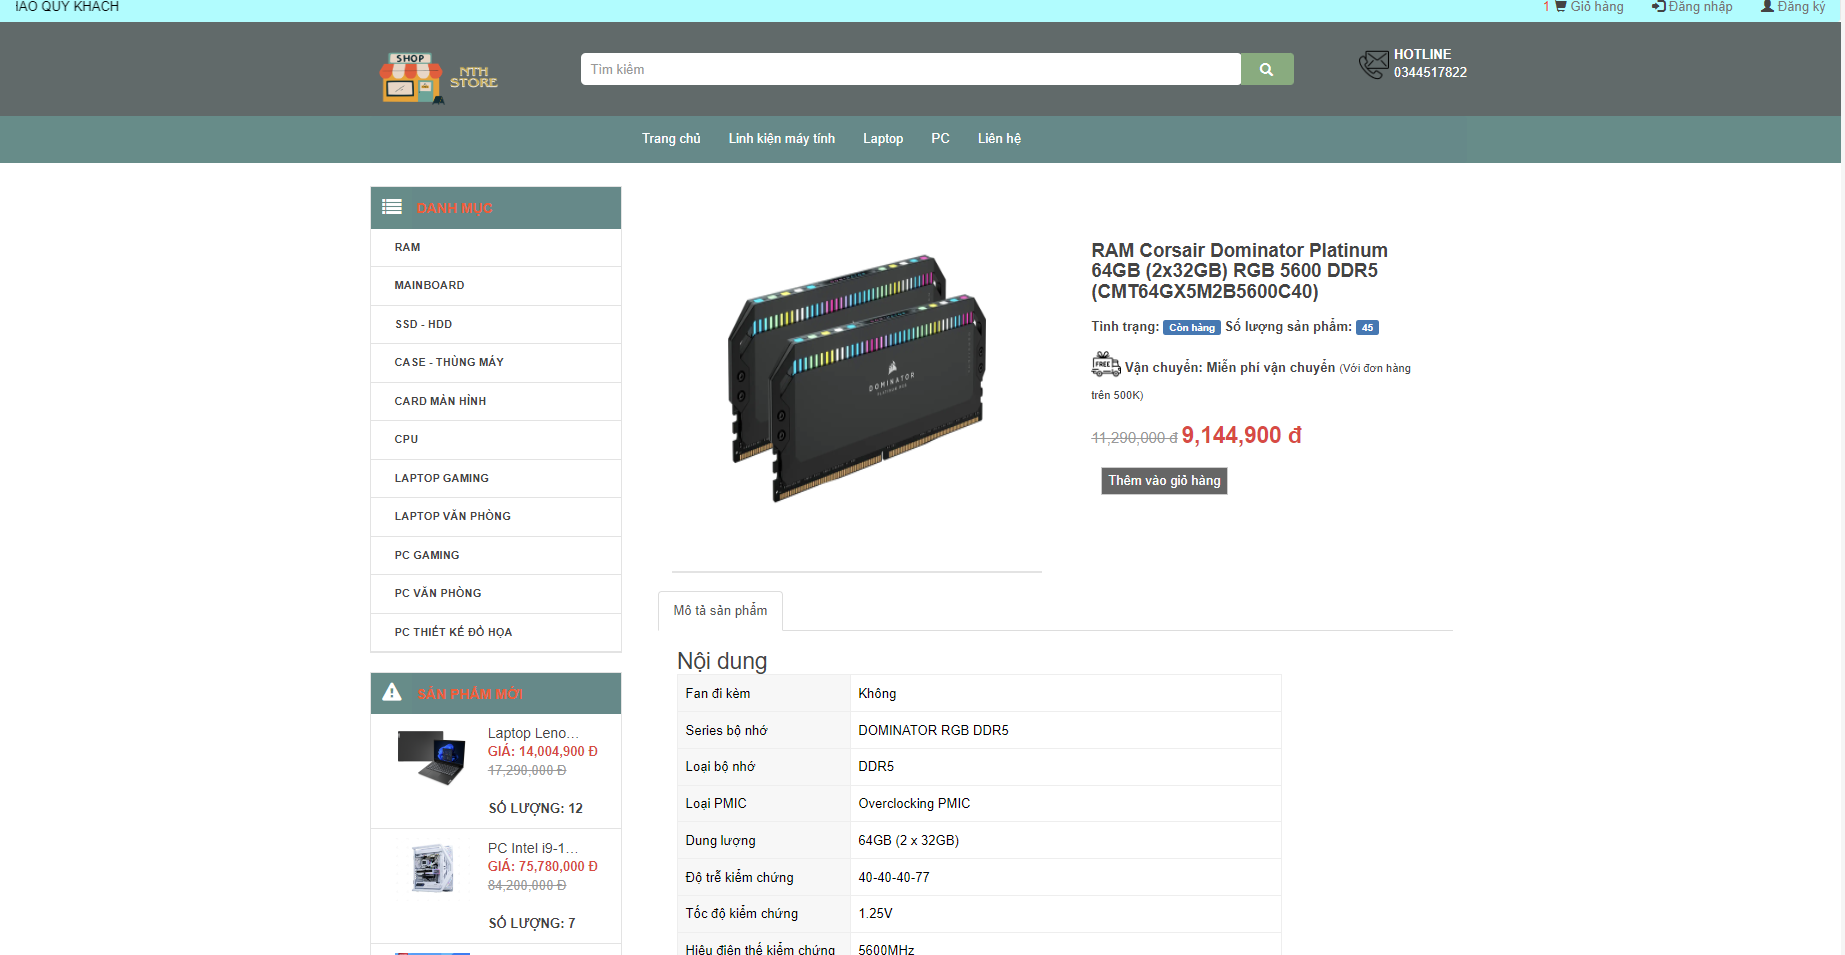 HÀO QUÝ KHÁCH
1 Giỏ hàng Đăng nhập Đăng ký
SHOP
NTH
STORE
Tìm kiếm
HOTLINE
0344517822
Trang chủ Linh kiện máy tính Laptop PC Liên hệ
DANH MỤC
RAM
MAINBOARD
SSD - HDD
CASE - THÙNG MÁY
CARD MÀN HÌNH
CPU
LAPTOP GAMING
LAPTOP VĂN PHÒNG
PC GAMING
PC VĂN PHÒNG
PC THIẾT KẾ ĐỒ HỌA
SẢN PHẨM MỚI
Laptop Leno...
GIÁ: 14,004,900 Đ
17,290,000 Đ
SỐ LƯỢNG: 12
PC Intel i9-1...
GIÁ: 75,780,000 Đ
84,200,000 Đ
SỐ LƯỢNG: 7
DOMINATOR
PLATINUM RGB
RAM Corsair Dominator Platinum
64GB (2x32GB) RGB 5600 DDR5
(CMT64GX5M2B5600C40)
Tình trạng: Còn hàng Số lượng sản phẩm: 45
FREE Vận chuyển: Miễn phí vận chuyển (Với đơn hàng
trên 500K)
11,290,000 đ 9,144,900 đ
Thêm vào giỏ hàng
Mô tả sản phẩm
Nội dung
Fan đi kèm Không
Series bộ nhớ DOMINATOR RGB DDR5
Loại bộ nhớ DDR5
Loại PMIC Overclocking PMIC
Dung lượng 64GB (2 x 32GB)
Độ trễ kiểm chứng 40-40-40-77
Tốc độ kiểm chứng 1.25V
Hiệu điện thế kiểm chứng 5600MHz